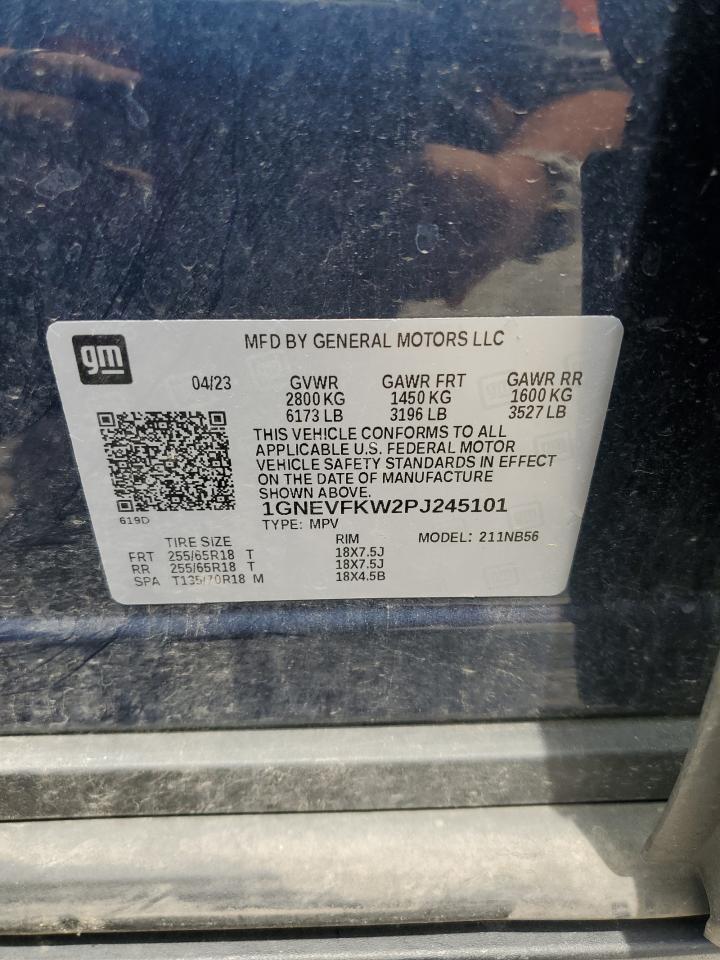 gm
MFD BY GENERAL MOTORS LLC
04/23 GVWR GAWR FRT GAWR RR
2800 KG 1450 KG 1600 KG
6173 LB 3196 LB 3527 LB
THIS VEHICLE CONFORMS TO ALL
APPLICABLE U.S. FEDERAL MOTOR
VEHICLE SAFETY STANDARDS IN EFFECT
ON THE DATE OF MANUFACTURE
SHOWN ABOVE.
1GNEVFKW2PJ245101
619D
TYPE: MPV
TIRE SIZE RIM MODEL: 211NB56
FRT 255/65R18 T 18X7.5J
RR 255/65R18 T 18X7.5J
SPA T135/70R18 M 18X4.5B